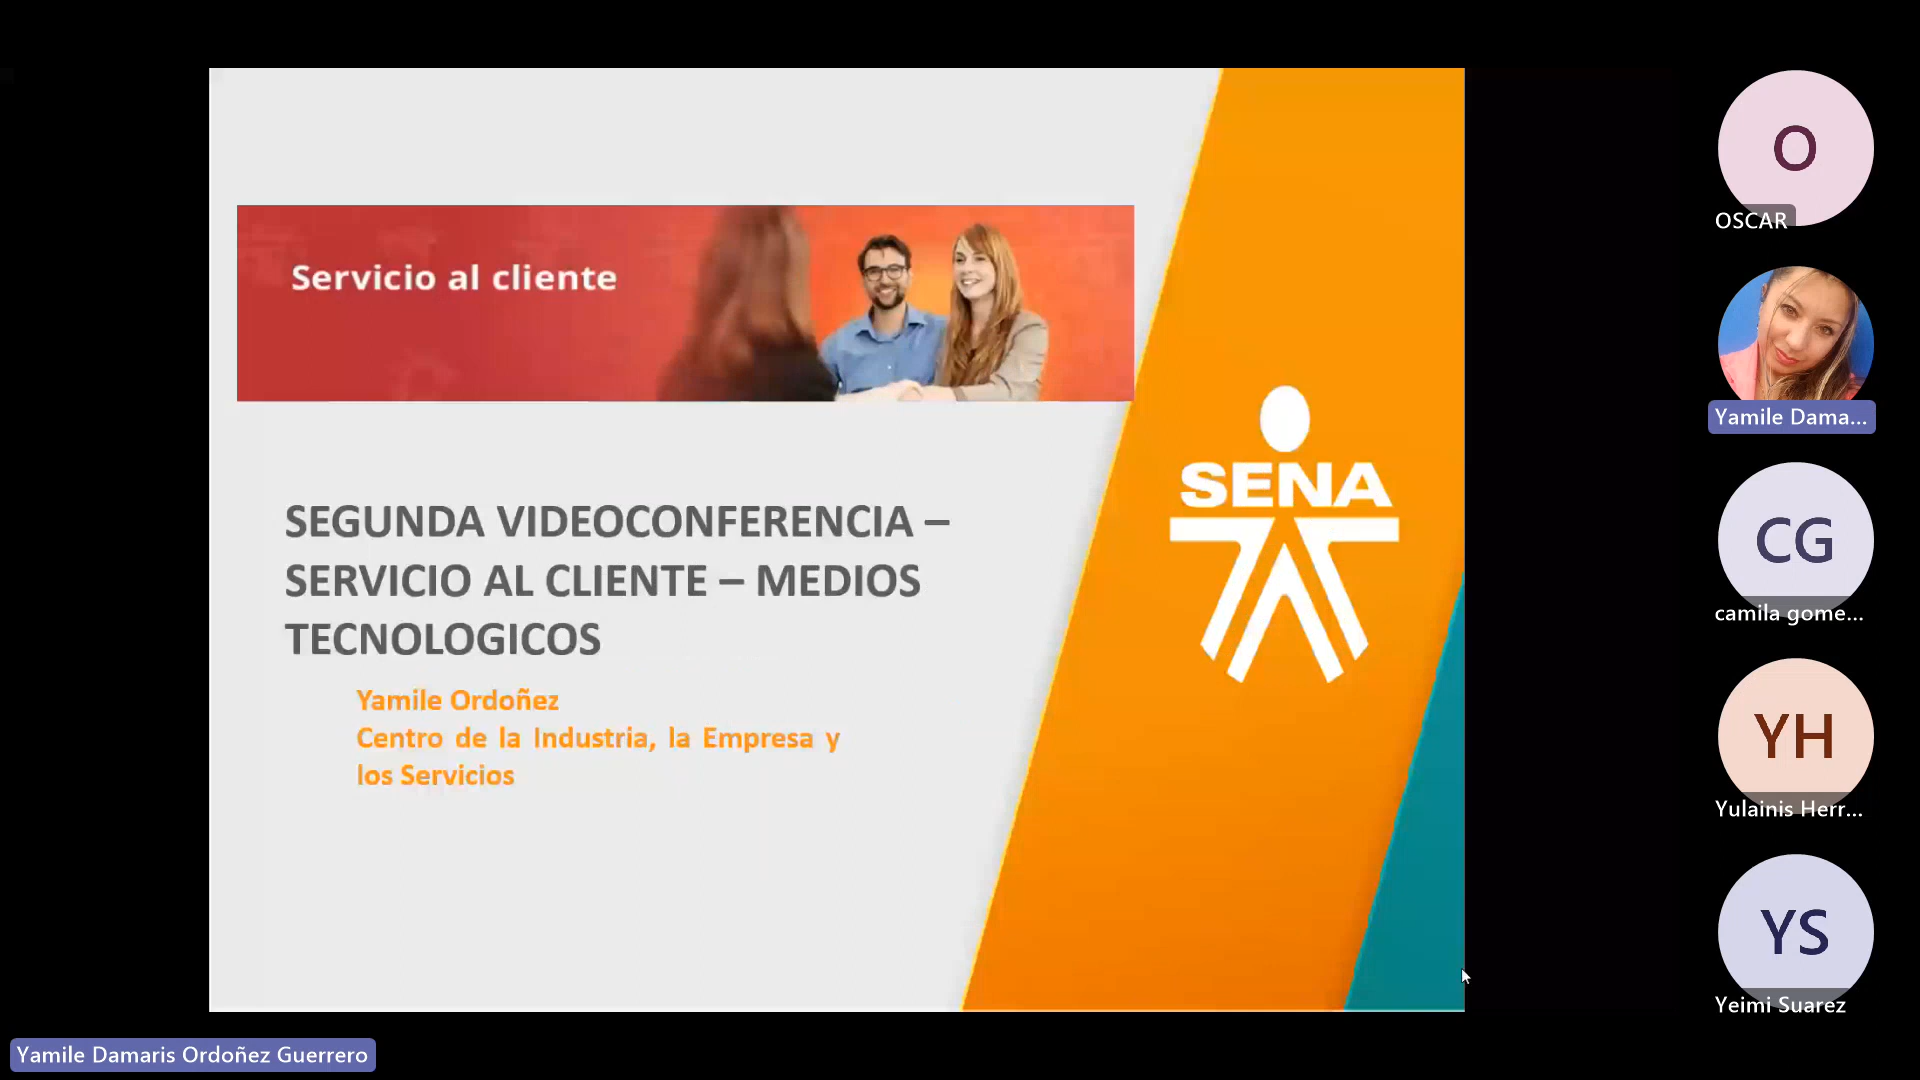 Servicio al cliente
SEGUNDA VIDEOCONFERENCIA –
SERVICIO AL CLIENTE – MEDIOS
TECNOLOGICOS
Yamile Ordoñez
Centro de la Industria, la Empresa y
los Servicios
SENA
O
OSCAR
Yamile Dama...
CG
camila gome...
YH
Yulainis Herr...
YS
Yeimi Suarez
Yamile Damaris Ordoñez Guerrero